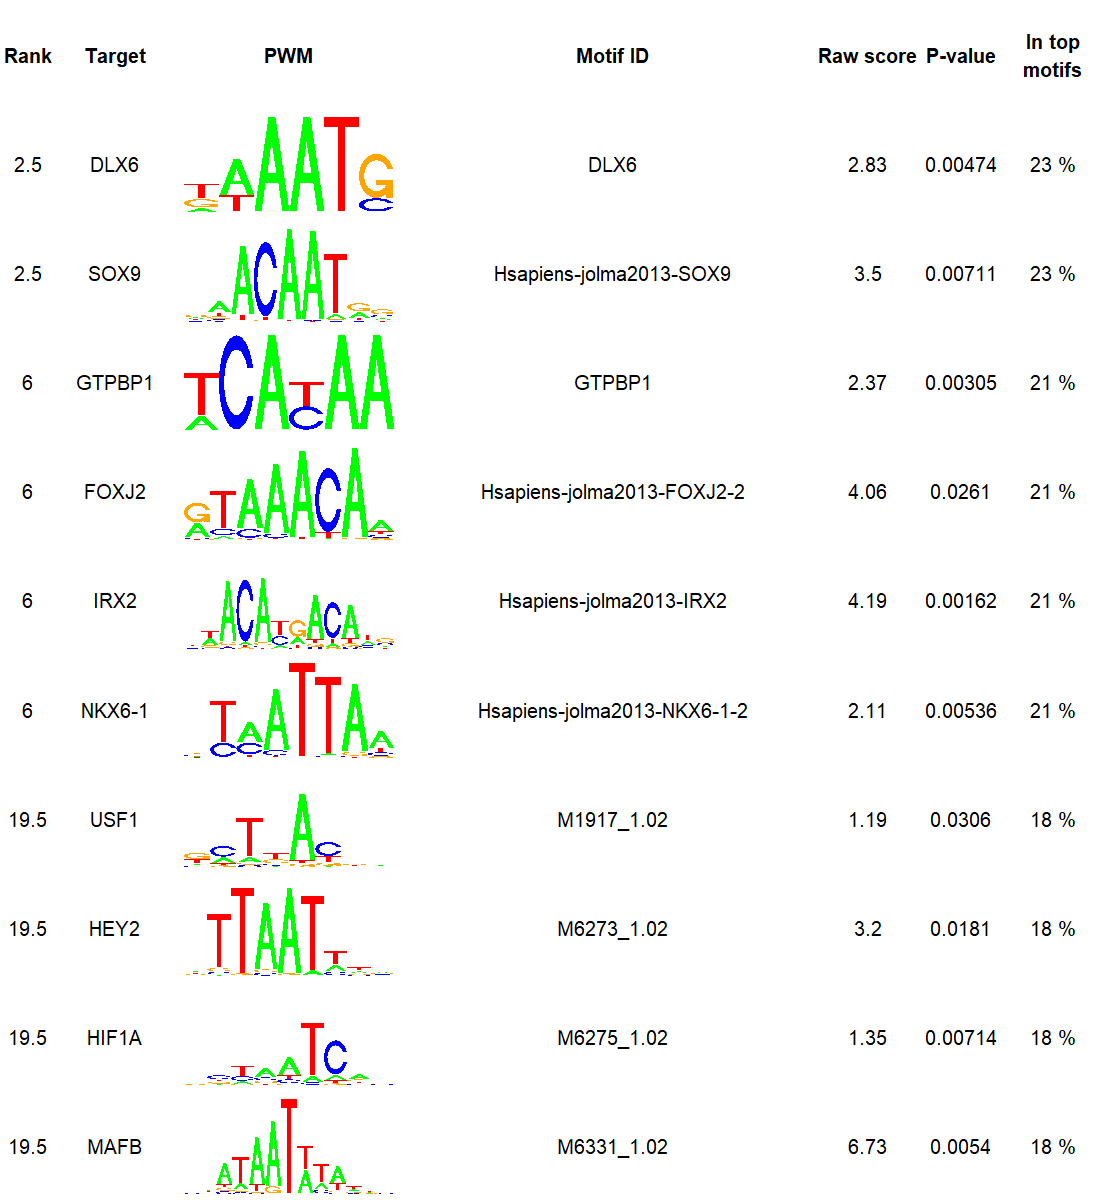 Rank Target PWM Motif ID Raw score P-value In top motifs
2.5 DLX6 DLX6 2.83 0.00474 23 %
2.5 SOX9 Hsapiens-jolma2013-SOX9 3.5 0.00711 23 %
6 GTPBP1 GTPBP1 2.37 0.00305 21 %
6 FOXJ2 Hsapiens-jolma2013-FOXJ2-2 4.06 0.0261 21 %
6 IRX2 Hsapiens-jolma2013-IRX2 4.19 0.00162 21 %
6 NKX6-1 Hsapiens-jolma2013-NKX6-1-2 2.11 0.00536 21 %
19.5 USF1 M1917_1.02 1.19 0.0306 18 %
19.5 HEY2 M6273_1.02 3.2 0.0181 18 %
19.5 HIF1A M6275_1.02 1.35 0.00714 18 %
19.5 MAFB M6331_1.02 6.73 0.0054 18 %